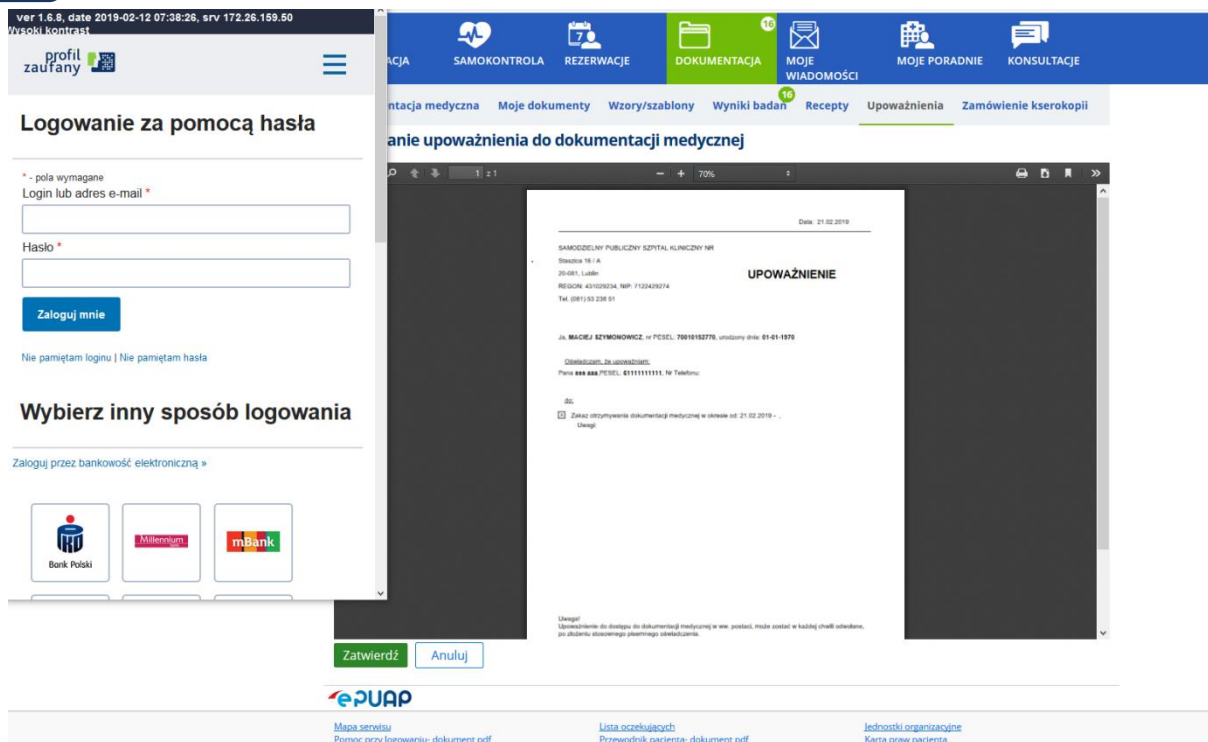 ver 1.6.8, date 2019-02-12 07:38:26, srv 172.26.159.50
Wysoki kontrast
profil
zaufany
Logowanie za pomocą hasła
* - pola wymagane
Login lub adres e-mail *
Hasło *
Zaloguj mnie
Nie pamiętam loginu | Nie pamiętam hasła
Wybierz inny sposób logowania
Zaloguj przez bankowość elektroniczną »
Bank Polski
Millennium
mBank
ACJA
SAMOKONTROLA
7
REZERWACJE
16
DOKUMENTACJA
MOJE
WIADOMOŚCI
MOJE PORADNIE
KONSULTACJE
ntacja medyczna
Moje dokumenty
Wzory/szablony
Wyniki badań
16
Recepty
Upoważnienia
Zamówienie kserokopii
anie upoważnienia do dokumentacji medycznej
1 z 1
70%
Data: 21.02.2019
SAMODZIELNY PUBLICZNY SZPITAL KLINICZNY NR
Staszica 16 / A
20-081, Lublin
REGON: 431029234, NIP: 7122429274
Tel. (081) 53 238 51
UPOWAŻNIENIE
Ja, MACIEJ SZYMONOWICZ, nr PESEL: 70010152770, urodzony dnia: 01-01-1970
Oświadczam, że upoważniam:
Pana aaa aaa,PESEL: 61111111111, Nr Telefonu:
do:
x Zakaz otrzymywania dokumentacji medycznej w okresie od: 21.02.2019 - .
Uwagi:
Uwaga!
Upoważnienie do dostępu do dokumentacji medycznej w ww. postaci, może zostać w każdej chwili odwołane,
po złożeniu stosownego pisemnego oświadczenia.
Zatwierdź
Anuluj
ePUAP
Mapa serwisu
Lista oczekujących
Jednostki organizacyjne
Pomoc przy logowaniu- dokument pdf
Przewodnik pacjenta- dokument pdf
Karta praw pacjenta